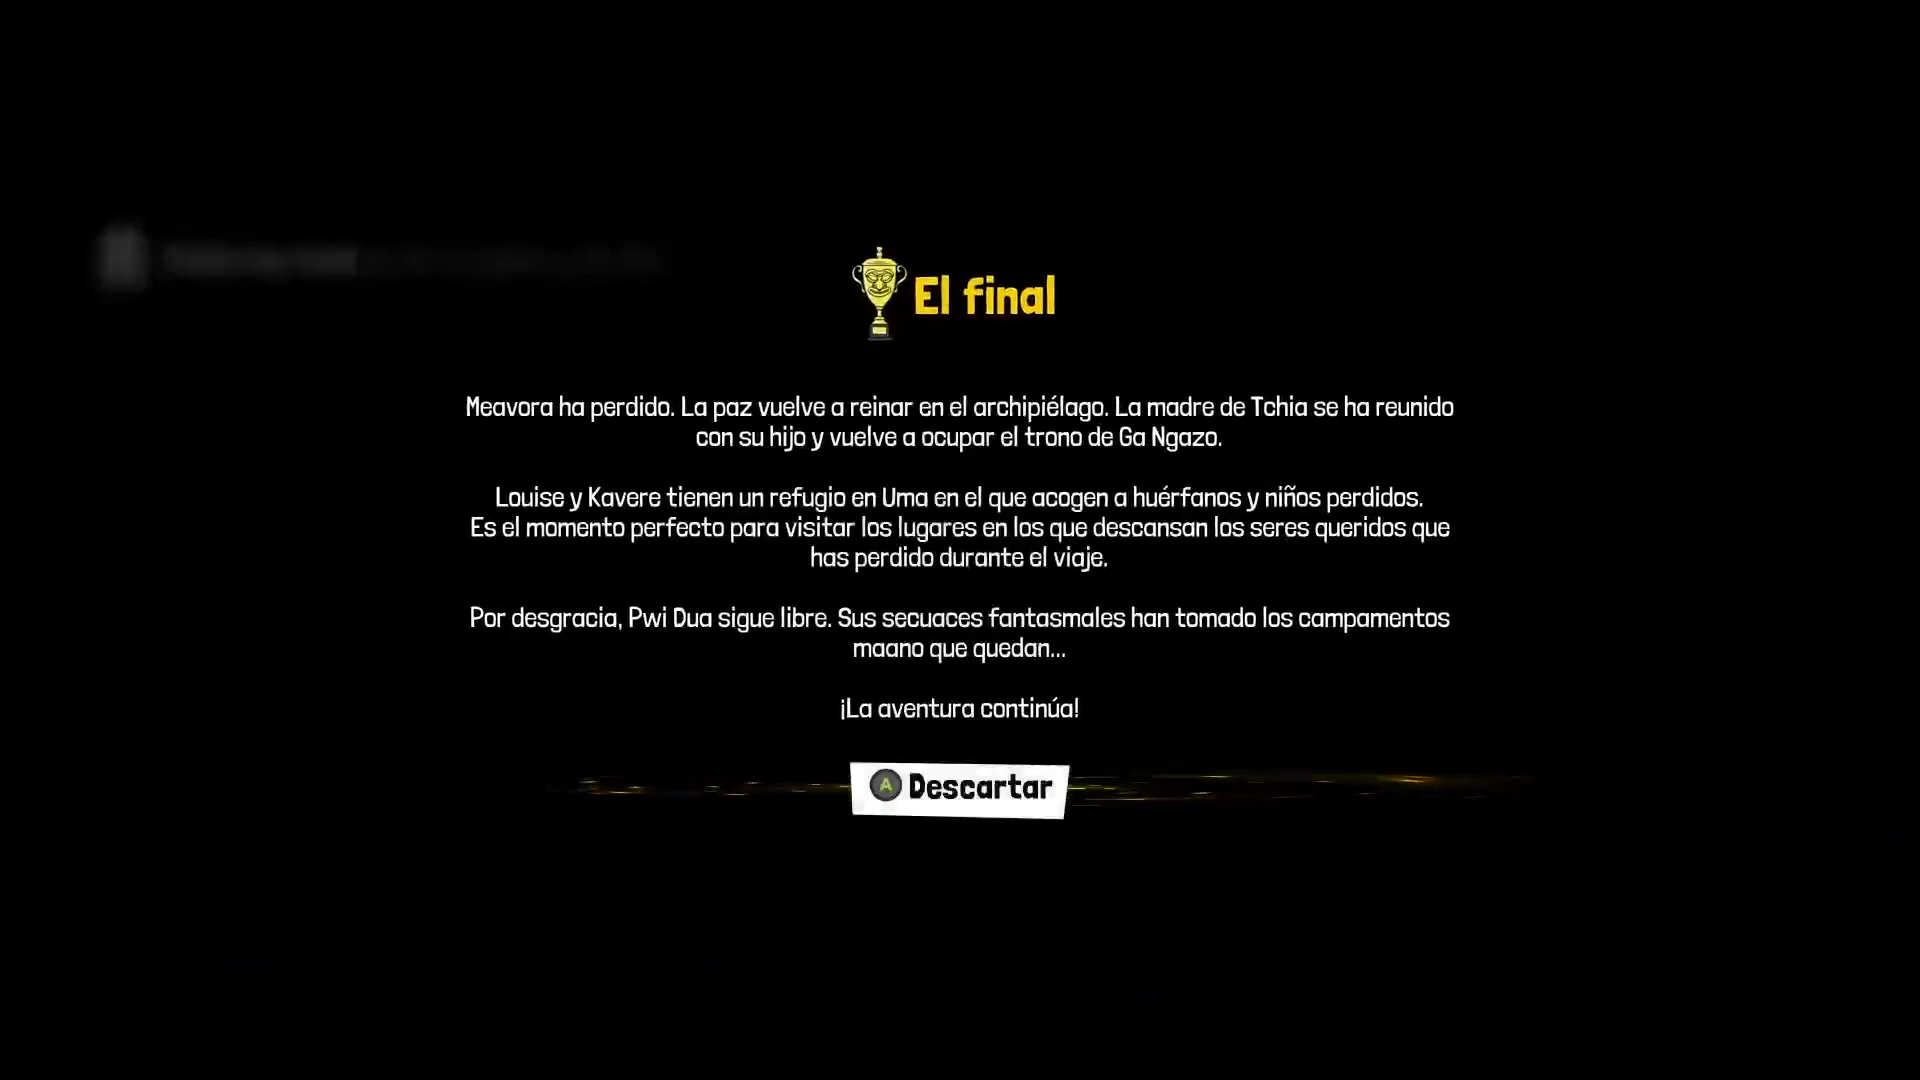 El final
Meavora ha perdido. La paz vuelve a reinar en el archipiélago. La madre de Tchia se ha reunido
con su hijo y vuelve a ocupar el trono de Ga Ngazo.
Louise y Kavere tienen un refugio en Uma en el que acogen a huérfanos y niños perdidos.
Es el momento perfecto para visitar los lugares en los que descansan los seres queridos que
has perdido durante el viaje.
Por desgracia, Pwi Dua sigue libre. Sus secuaces fantasmales han tomado los campamentos
maano que quedan...
¡La aventura continúa!
A Descartar